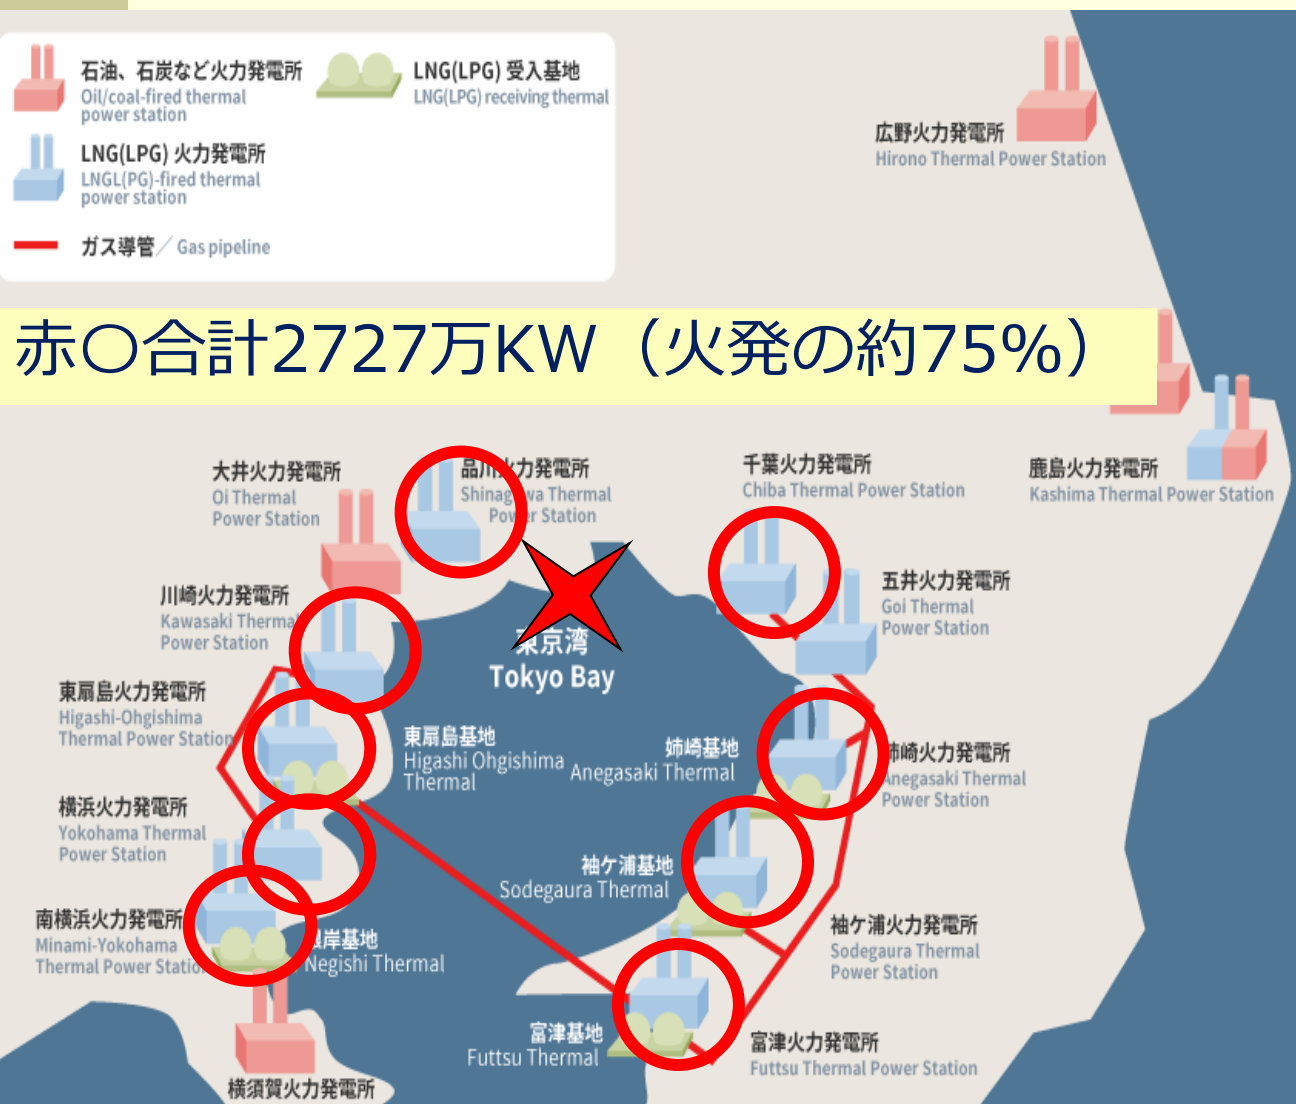 石油、石炭など火力発電所
Oil/coal-fired thermal
power station
LNG(LPG) 受入基地
LNG(LPG) receiving thermal
LNG(LPG) 火力発電所
LNGL(PG)-fired thermal
power station
ガス導管／Gas pipeline
広野火力発電所
Hirono Thermal Power Station
赤〇合計2727万KW（火発の約75%）
大井火力発電所
Oi Thermal
Power Station
品川火力発電所
Shinagawa Thermal
Power Station
千葉火力発電所
Chiba Thermal Power Station
鹿島火力発電所
Kashima Thermal Power Station
川崎火力発電所
Kawasaki Thermal
Power Station
五井火力発電所
Goi Thermal
Power Station
東京湾
Tokyo Bay
東扇島火力発電所
Higashi-Ohgishima
Thermal Power Station
東扇島基地
Higashi Ohgishima
Thermal
姉崎基地
Anegasaki Thermal
姉崎火力発電所
Anegasaki Thermal
Power Station
横浜火力発電所
Yokohama Thermal
Power Station
袖ケ浦基地
Sodegaura Thermal
南横浜火力発電所
Minami-Yokohama
Thermal Power Station
根岸基地
Negishi Thermal
袖ケ浦火力発電所
Sodegaura Thermal
Power Station
富津基地
Futtsu Thermal
富津火力発電所
Futtsu Thermal Power Station
横須賀火力発電所